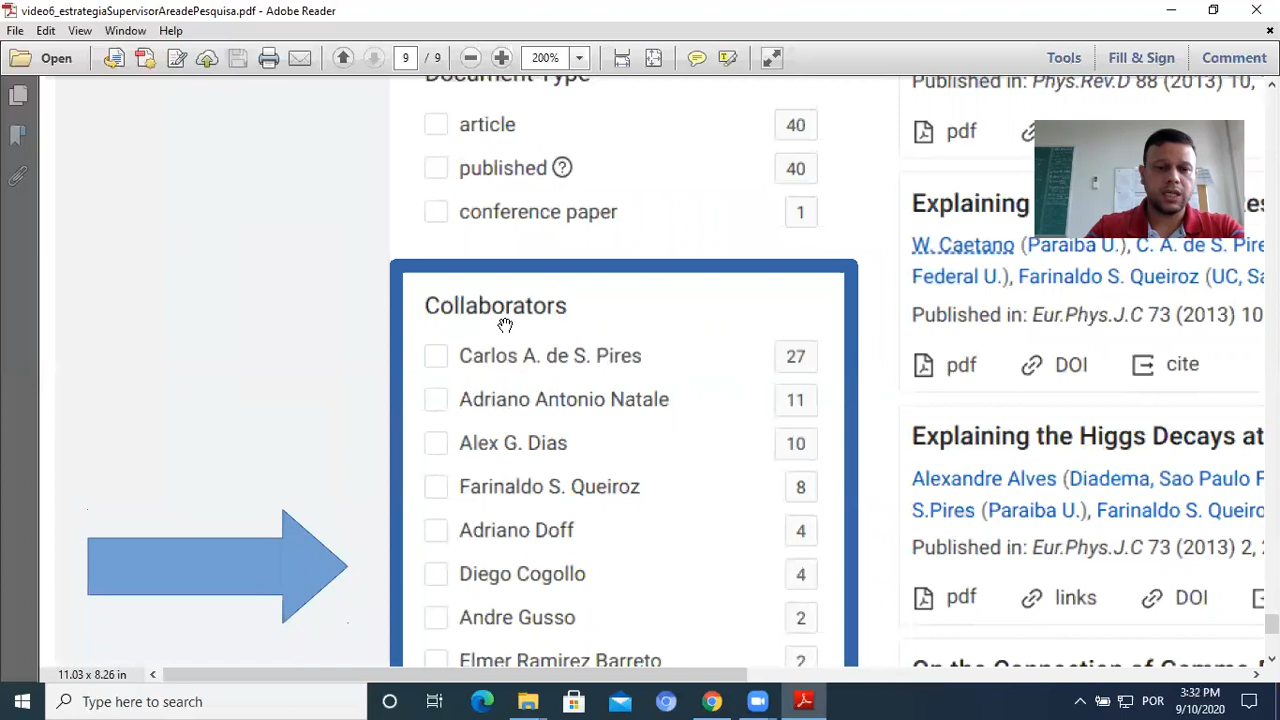 video6_estrategiaSupervisorAreadePesquisa.pdf - Adobe Reader
File Edit View Window Help
Open 9 / 9 200% Tools Fill & Sign Comment
Document Type
article 40
published 40
conference paper 1
Collaborators
Carlos A. de S. Pires 27
Adriano Antonio Natale 11
Alex G. Dias 10
Farinaldo S. Queiroz 8
Adriano Doff 4
Diego Cogollo 4
Andre Gusso 2
Elmer Ramirez Barreto 2
Published in: Phys.Rev.D 88 (2013) 10,
pdf
Explaining
W. Caetano (Paraiba U.), C. A. de S. Pire
Federal U.), Farinaldo S. Queiroz (UC, Sa
Published in: Eur.Phys.J.C 73 (2013) 10
pdf DOI cite
Explaining the Higgs Decays at
Alexandre Alves (Diadema, Sao Paulo F
S.Pires (Paraiba U.), Farinaldo S. Queiro
Published in: Eur.Phys.J.C 73 (2013) 2,
pdf links DOI
11.03 x 8.26 in
Type here to search
POR
3:32 PM
9/10/2020